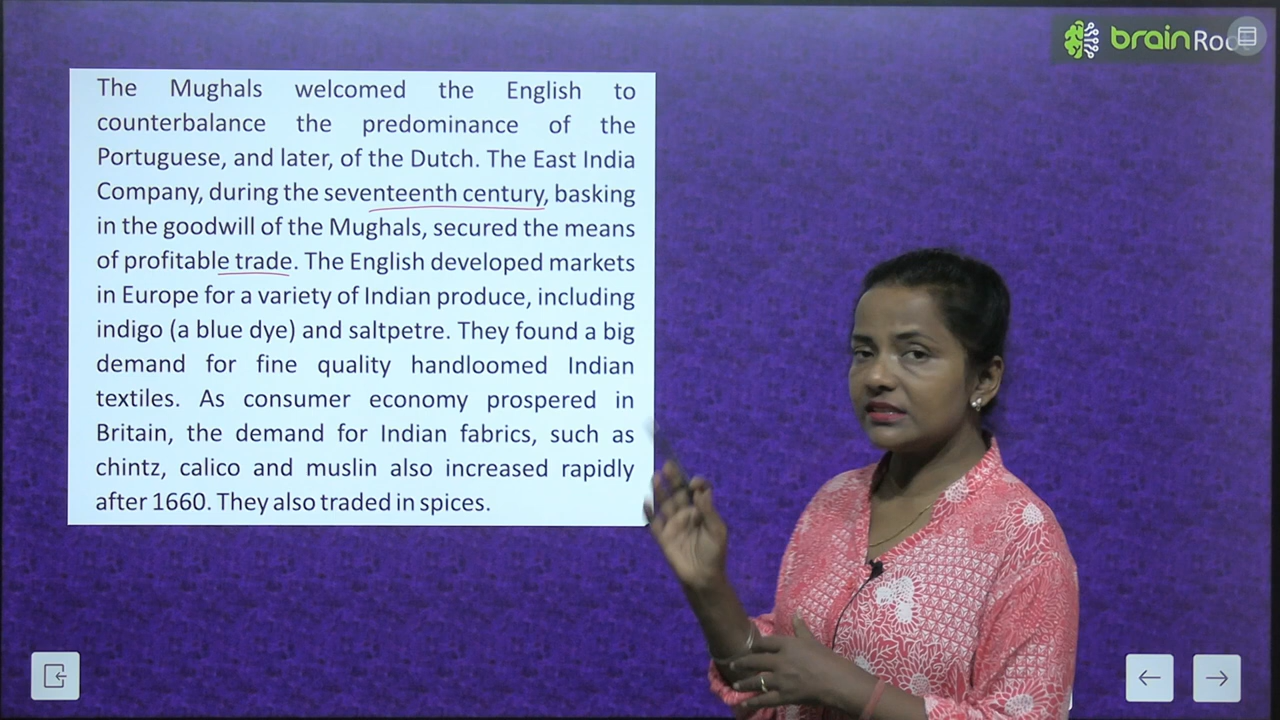 brain Roo
The Mughals welcomed the English to
counterbalance the predominance of the
Portuguese, and later, of the Dutch. The East India
Company, during the seventeenth century, basking
in the goodwill of the Mughals, secured the means
of profitable trade. The English developed markets
in Europe for a variety of Indian produce, including
indigo (a blue dye) and saltpetre. They found a big
demand for fine quality handloomed Indian
textiles. As consumer economy prospered in
Britain, the demand for Indian fabrics, such as
chintz, calico and muslin also increased rapidly
after 1660. They also traded in spices.